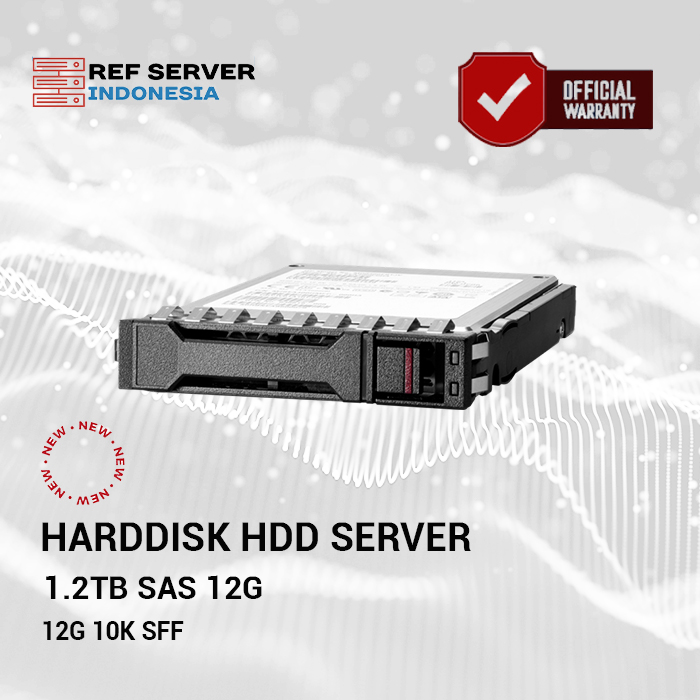 REF SERVER
INDONESIA
OFFICIAL
WARRANTY
NEW • NEW • NEW • NEW • NEW • NEW •
HARDDISK HDD SERVER
1.2TB SAS 12G
12G 10K SFF